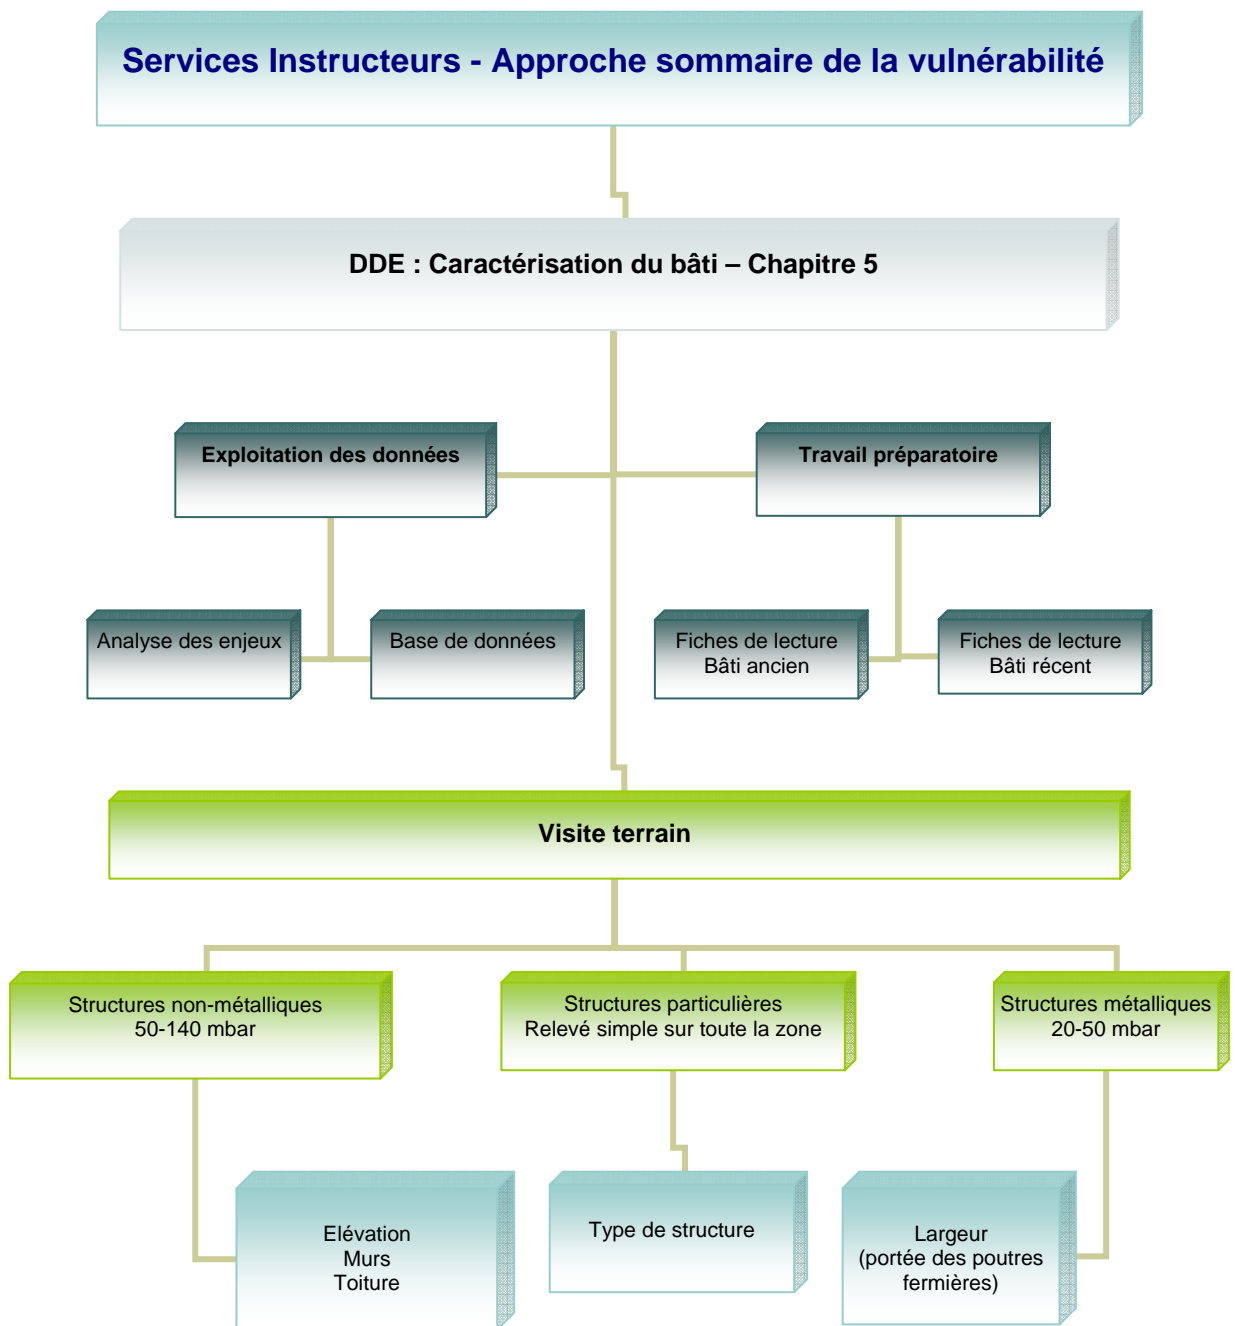 Services Instructeurs - Approche sommaire de la vulnérabilité
DDE : Caractérisation du bâti – Chapitre 5
Exploitation des données
Travail préparatoire
Analyse des enjeux
Base de données
Fiches de lecture
Bâti ancien
Fiches de lecture
Bâti récent
Visite terrain
Structures non-métalliques
50-140 mbar
Structures particulières
Relevé simple sur toute la zone
Structures métalliques
20-50 mbar
Elévation
Murs
Toiture
Type de structure
Largeur
(portée des poutres
fermières)